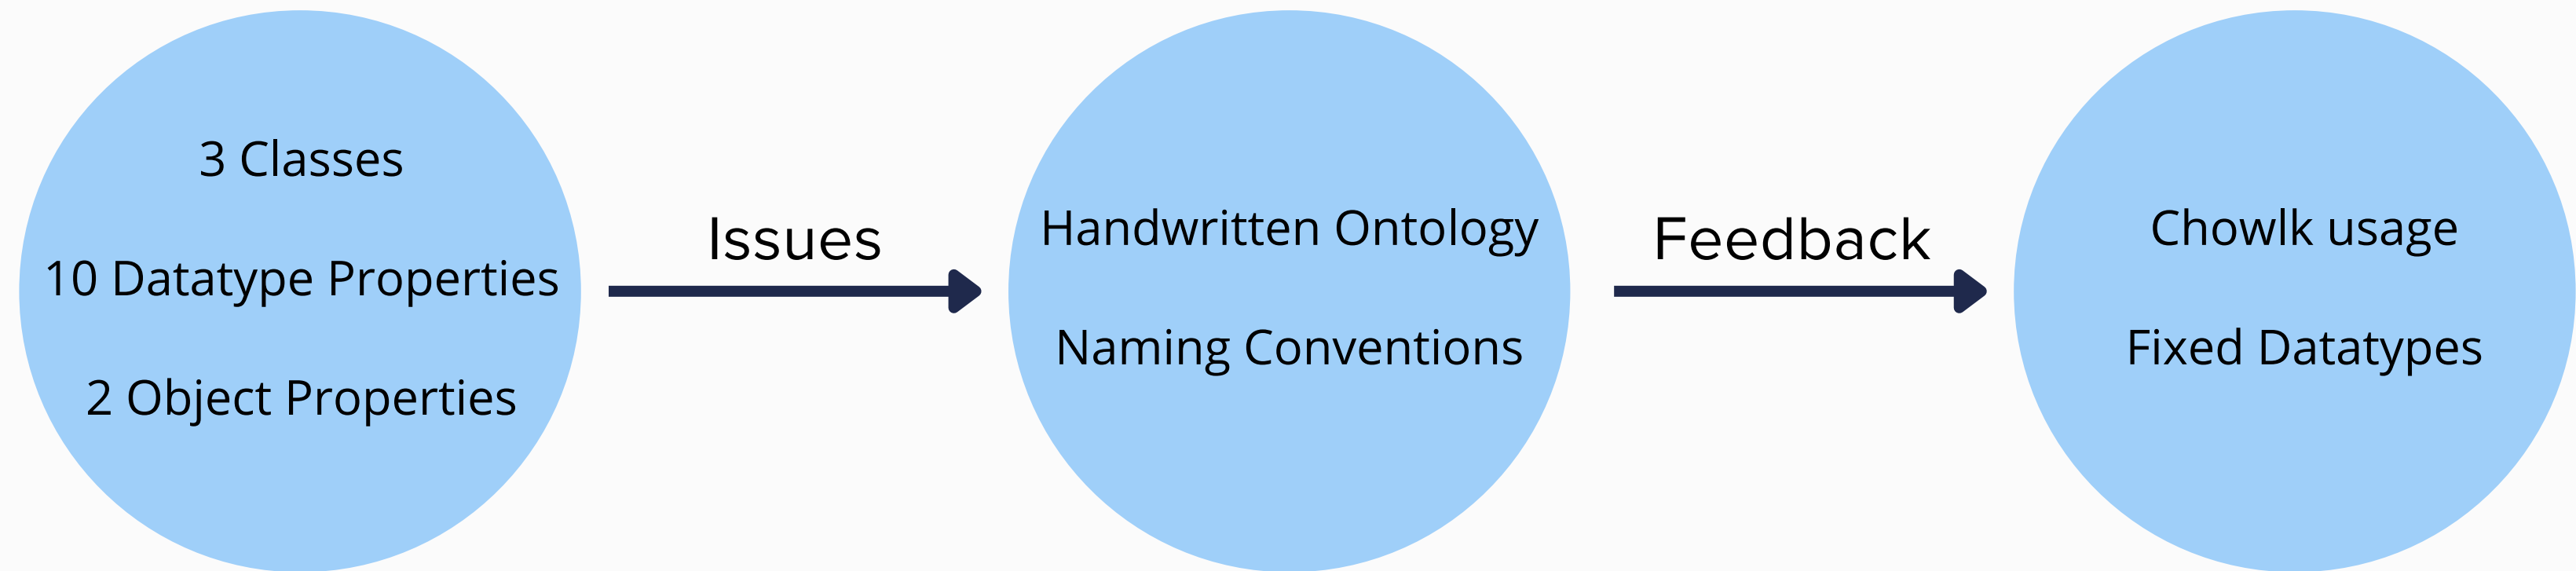 3 Classes
10 Datatype Properties
2 Object Properties
Issues
Handwritten Ontology
Naming Conventions
Feedback
Chowlk usage
Fixed Datatypes